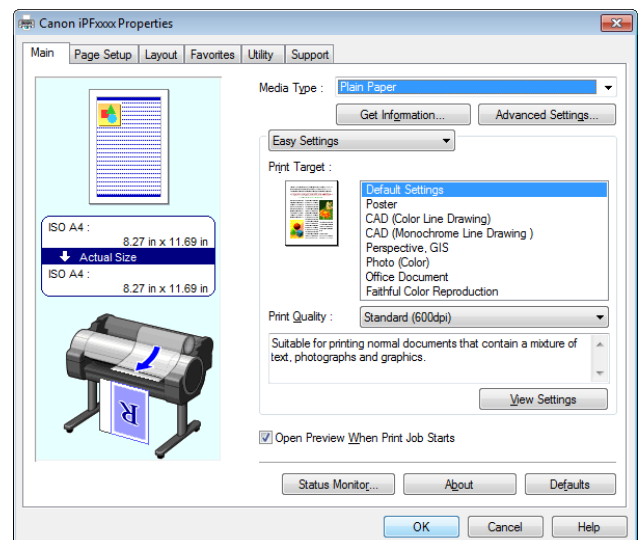 Canon iPFxxxx Properties
Main
Page Setup
Layout
Favorites
Utility
Support
Media Type :
Plain Paper
Get Information...
Advanced Settings...
Easy Settings
Print Target :
Default Settings
Poster
CAD (Color Line Drawing)
CAD (Monochrome Line Drawing )
Perspective, GIS
Photo (Color)
Office Document
Faithful Color Reproduction
ISO A4 :
8.27 in x 11.69 in
Actual Size
ISO A4 :
8.27 in x 11.69 in
R
Print Quality :
Standard (600dpi)
Suitable for printing normal documents that contain a mixture of
text, photographs and graphics.
View Settings
Open Preview When Print Job Starts
Status Monitor...
About
Defaults
OK
Cancel
Help